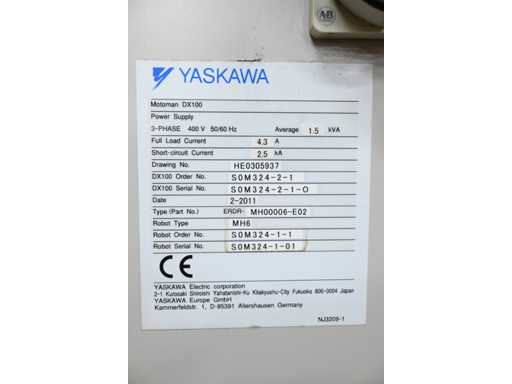 YASKAWA
Motoman DX100
Power Supply
3-PHASE 400 V 50/60 Hz Average 1.5 kVA
Full Load Current 4.3 A
Short-circuit Current 2.5 kA
Drawing No. HE0305937
DX100 Order No. S0M324-2-1
DX100 Serial No. S0M324-2-1-0
Date 2-2011
Type (Part No.) ERDR- MH00006-E02
Robot Type MH6
Robot Order No. S0M324-1-1
Robot Serial No. S0M324-1-01
CE
YASKAWA Electric corporation
2-1 Kurosaki Shiroishi Yahatanishi-Ku Kitakyushu-City Fukuoka 806-0004 Japan
YASKAWA Europe GmbH
Kammerfeldstr. 1, D-85391 Allershausen Germany
NJ3209-1